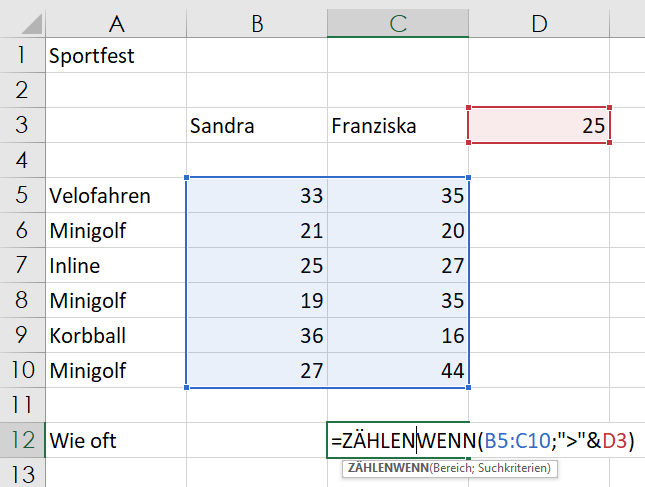 A B C D
1 Sportfest
2
3 Sandra Franziska 25
4
5 Velofahren 33 35
6 Minigolf 21 20
7 Inline 25 27
8 Minigolf 19 35
9 Korbball 36 16
10 Minigolf 27 44
11
12 Wie oft =ZÄHLENWENN(B5:C10;">"&D3)
ZÄHLENWENN(Bereich; Suchkriterien)
13